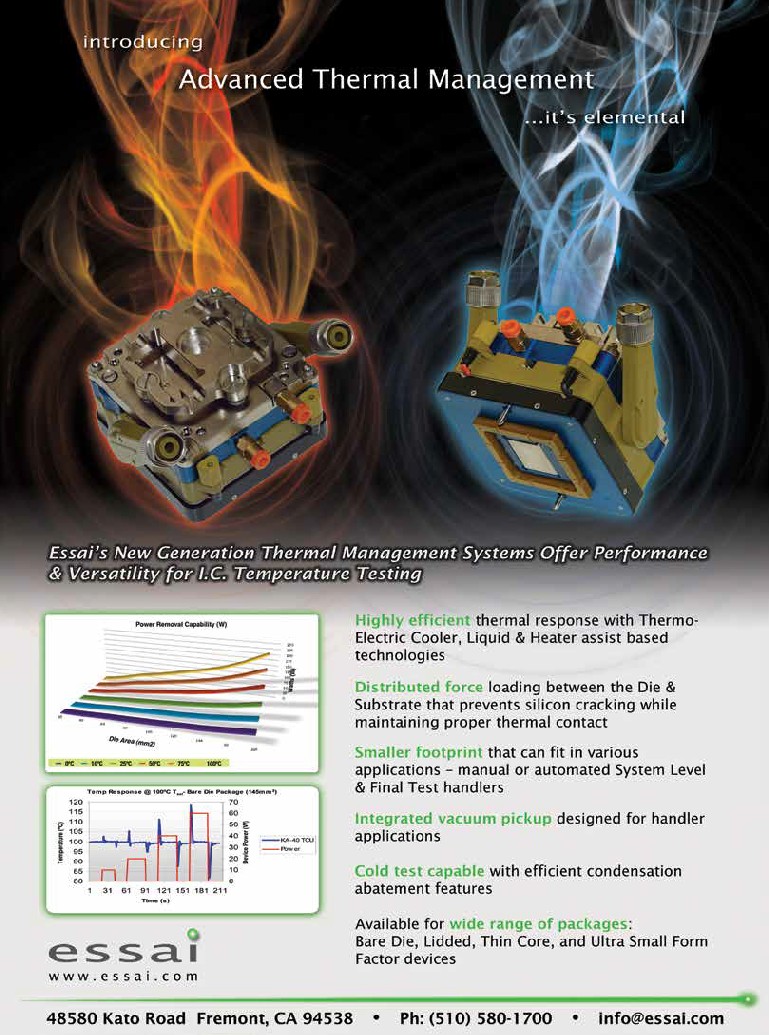 introducing
Advanced Thermal Management
...it's elemental
Essai's New Generation Thermal Management Systems Offer Performance
& Versatility for I.C. Temperature Testing
Power Removal Capability (W)
Die Area (mm2)
0°C 10°C 25°C 50°C 75°C 100°C
Temp Response @ 100°C
Bare Die Package (145mm²)
120
115
110
105
100
95
90
85
80
Temperature (°C)
70
60
50
40
30
20
10
0
Device Power (W)
KA-40 TCU
Power
1 31 61 91 121 151 181 211
Time (s)
Highly efficient thermal response with Thermo-
Electric Cooler, Liquid & Heater assist based
technologies
Distributed force loading between the Die &
Substrate that prevents silicon cracking while
maintaining proper thermal contact
Smaller footprint that can fit in various
applications – manual or automated System Level
& Final Test handlers
Integrated vacuum pickup designed for handler
applications
Cold test capable with efficient condensation
abatement features
Available for wide range of packages:
Bare Die, Lidded, Thin Core, and Ultra Small Form
Factor devices
essai
www.essai.com
48580 Kato Road Fremont, CA 94538 • Ph: (510) 580-1700 • info@essai.com